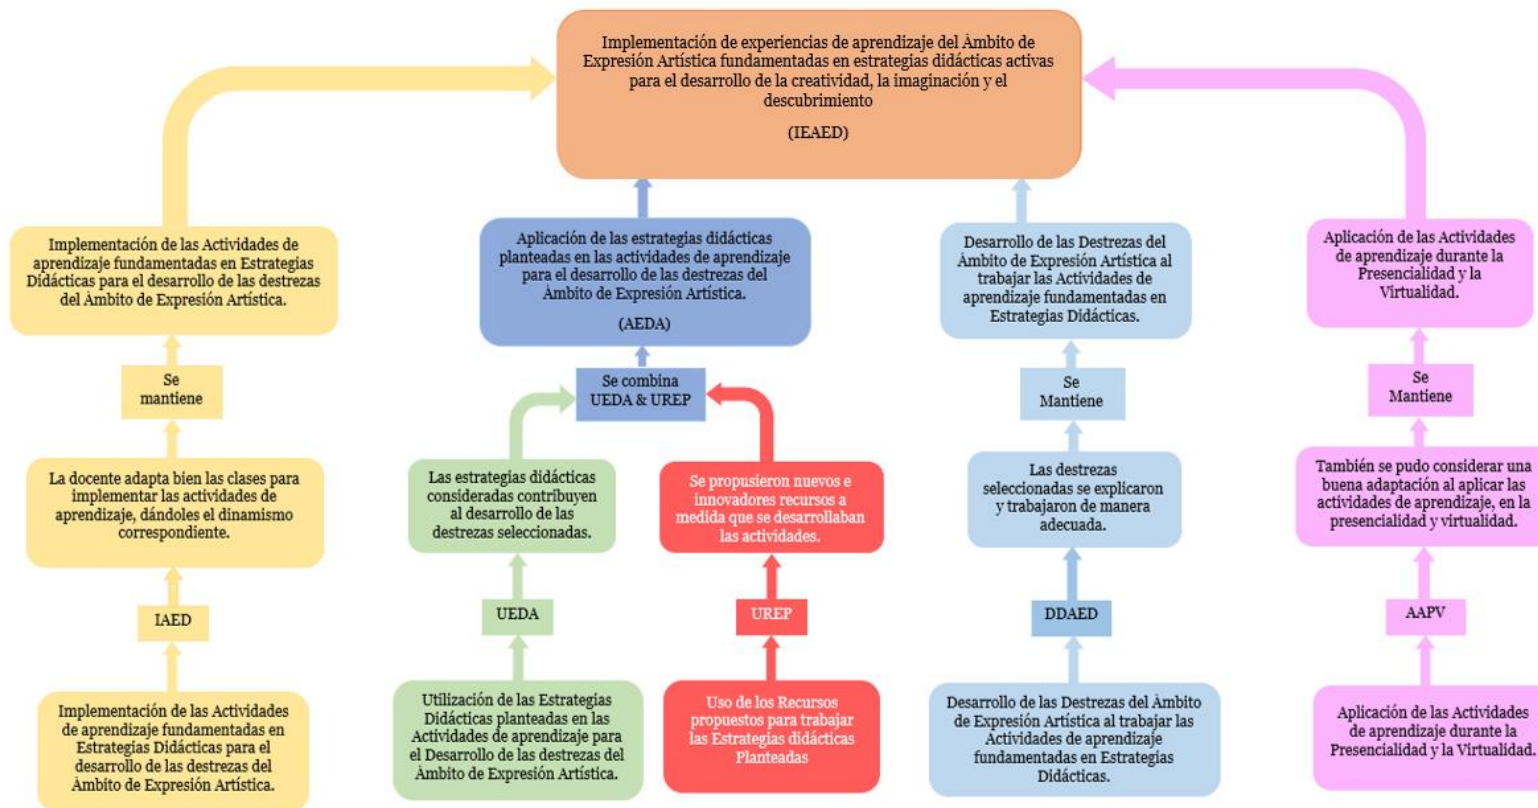 Implementación de experiencias de aprendizaje del Àmbito de
Expresión Artística fundamentadas en estrategias didácticas activas
para el desarrollo de la creatividad, la imaginación y el
descubrimiento
(IEAED)
Implementación de las Actividades de
aprendizaje fundamentadas en Estrategias
Didácticas para el desarrollo de las destrezas
del Àmbito de Expresión Artística.
Aplicación de las estrategias didácticas
planteadas en las actividades de aprendizaje
para el desarrollo de las destrezas del
Àmbito de Expresión Artística.
(AEDA)
Desarrollo de las Destrezas del
Àmbito de Expresión Artística al
trabajar las Actividades de
aprendizaje fundamentadas en
Estrategias Didácticas.
Aplicación de las Actividades
de aprendizaje durante la
Presencialidad y la
Virtualidad.
Se
mantiene
Se combina
UEDA & UREP
Se
Mantiene
Se
Mantiene
La docente adapta bien las clases para
implementar las actividades de
aprendizaje, dándoles el dinamismo
correspondiente.
Las estrategias didácticas
consideradas contribuyen
al desarrollo de las
destrezas seleccionadas.
Se propusieron nuevos e
innovadores recursos a
medida que se desarrollaban
las actividades.
Las destrezas
seleccionadas se explicaron
y trabajaron de manera
adecuada.
También se pudo considerar una
buena adaptación al aplicar las
actividades de aprendizaje, en la
presencialidad y virtualidad.
IAED
UEDA
UREP
DDAED
AAPV
Implementación de las Actividades
de aprendizaje fundamentadas en
Estrategias Didácticas para el
desarrollo de las destrezas del
Àmbito de Expresión Artística.
Utilización de las Estrategias
Didácticas planteadas en las
Actividades de aprendizaje para
el Desarrollo de las destrezas del
Àmbito de Expresión Artística.
Uso de los Recursos
propuestos para trabajar
las Estrategias didácticas
Planteadas
Desarrollo de las Destrezas del Àmbito
de Expresión Artística al trabajar las
Actividades de aprendizaje
fundamentadas en Estrategias
Didácticas.
Aplicación de las Actividades
de aprendizaje durante la
Presencialidad y la Virtualidad.